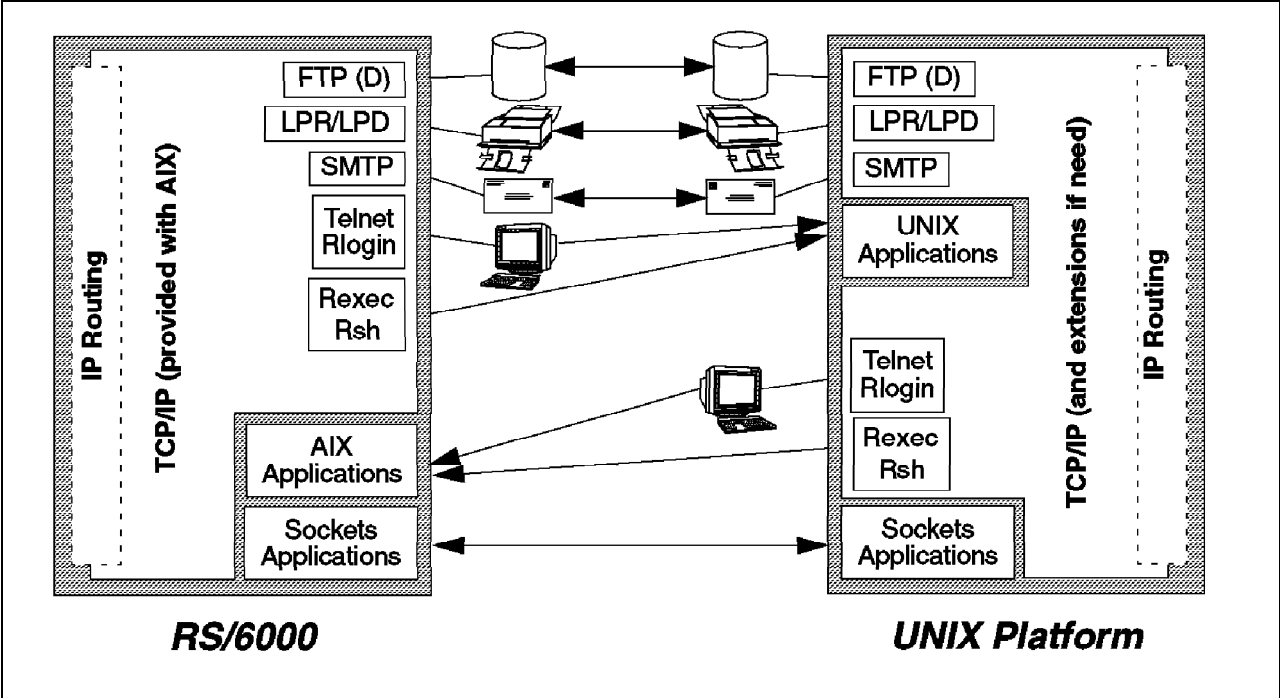 IP Routing
TCP/IP (provided with AIX)
FTP (D)
LPR/LPD
SMTP
Telnet
Rlogin
Rexec
Rsh
AIX
Applications
Sockets
Applications
RS/6000
FTP (D)
LPR/LPD
SMTP
UNIX
Applications
Telnet
Rlogin
Rexec
Rsh
Sockets
Applications
TCP/IP (and extensions if need)
IP Routing
UNIX Platform